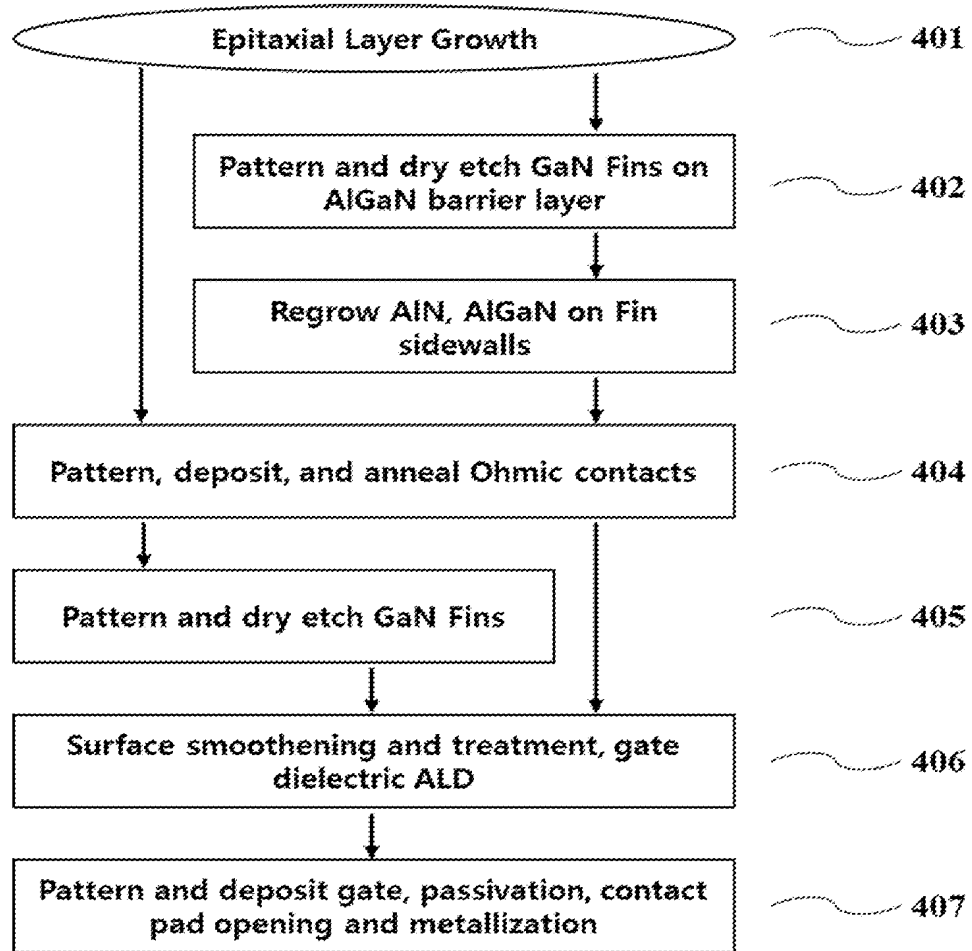 Epitaxial Layer Growth
401
Pattern and dry etch GaN Fins on
AlGaN barrier layer
402
Regrow AlN, AlGaN on Fin
sidewalls
403
Pattern, deposit, and anneal Ohmic contacts
404
Pattern and dry etch GaN Fins
405
Surface smoothening and treatment, gate
dielectric ALD
406
Pattern and deposit gate, passivation, contact
pad opening and metallization
407